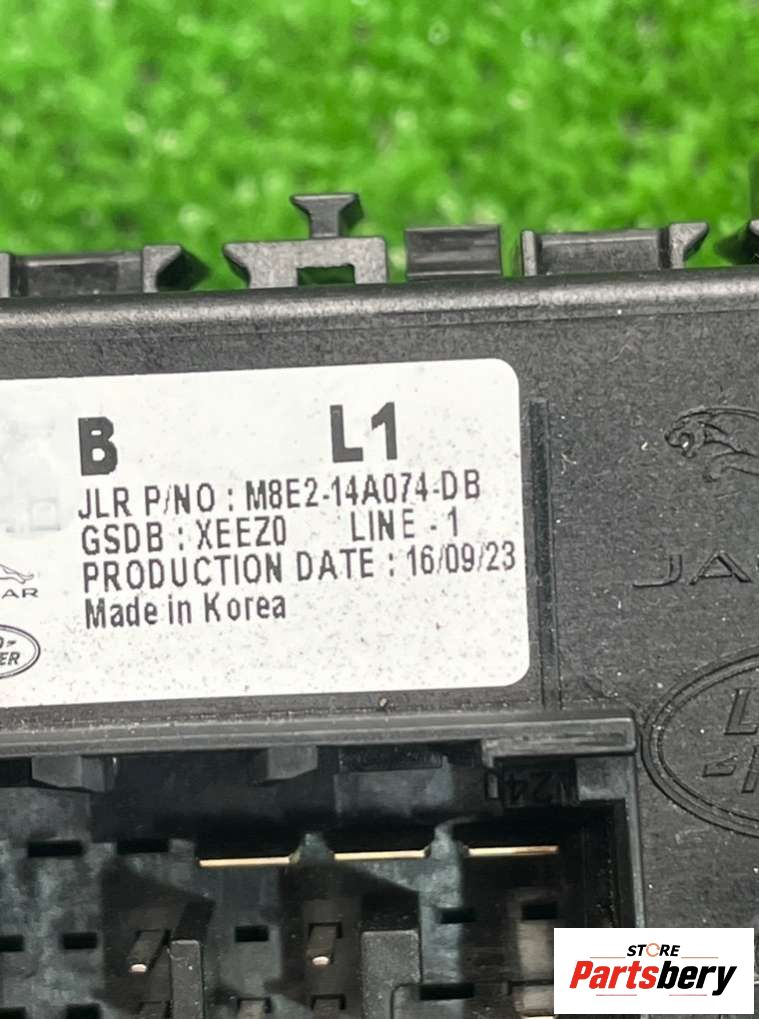 B L1
JLR P/NO : M8E2-14A074-DB
GSDB : XEEZ0 LINE - 1
PRODUCTION DATE : 16/09/23
Made in Korea
STORE
Partsbery